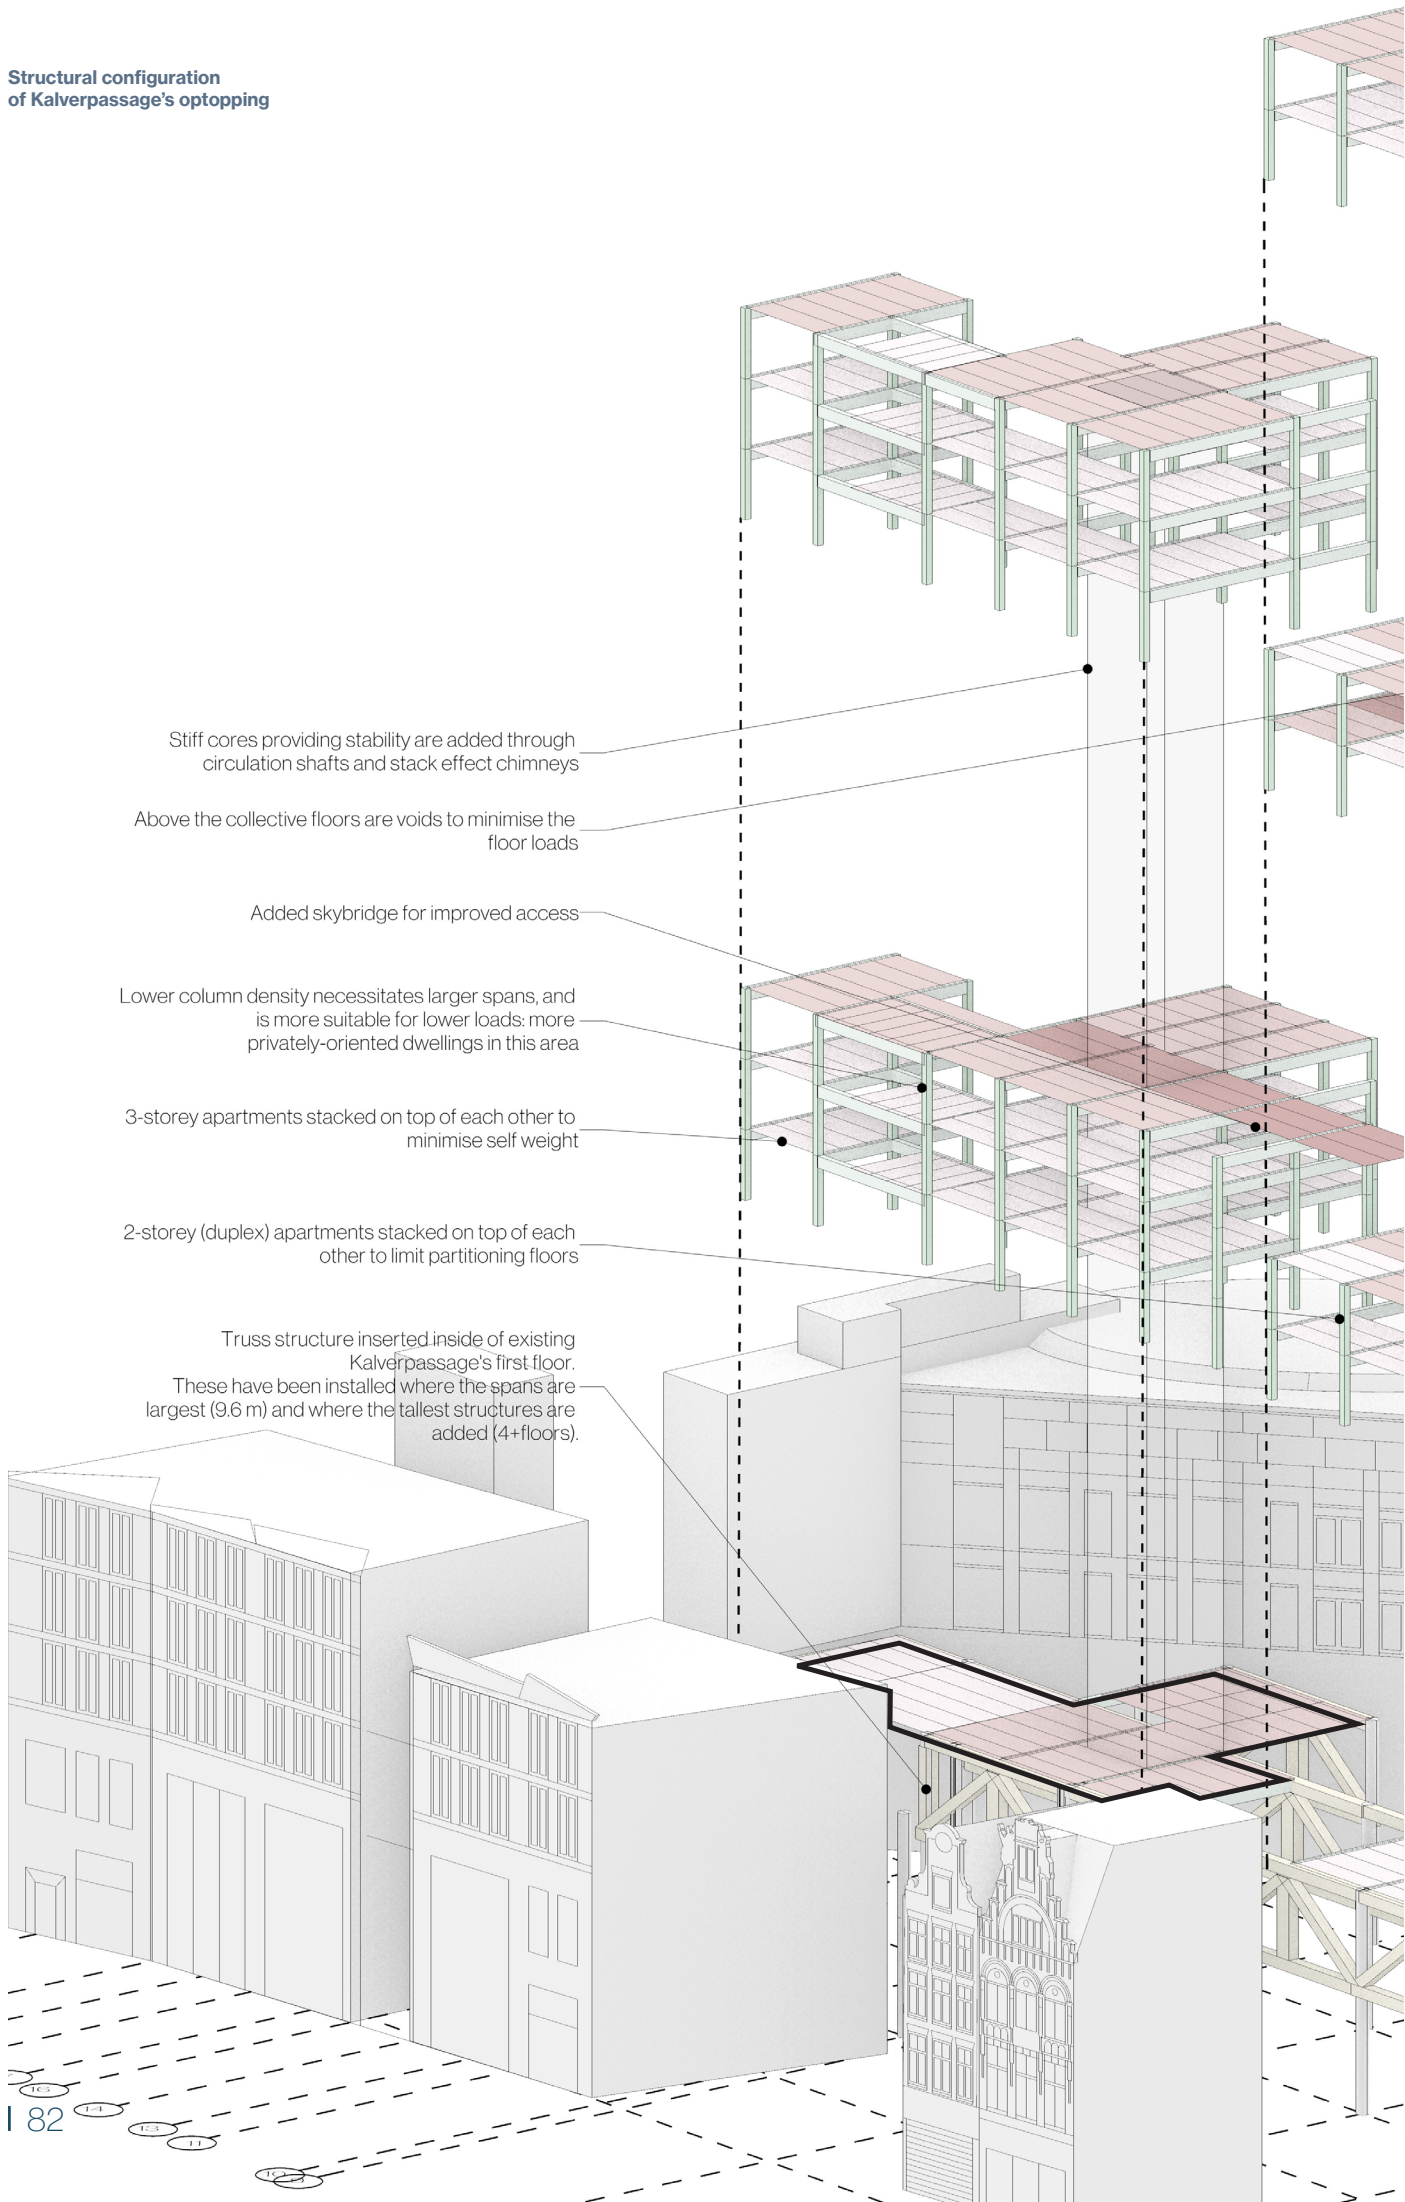 Structural configuration
of Kalverpassage's optopping
Stiff cores providing stability are added through
circulation shafts and stack effect chimneys
Above the collective floors are voids to minimise the
floor loads
Added skybridge for improved access
Lower column density necessitates larger spans, and
is more suitable for lower loads: more
privately-oriented dwellings in this area
3-storey apartments stacked on top of each other to
minimise self weight
2-storey (duplex) apartments stacked on top of each
other to limit partitioning floors
Truss structure inserted inside of existing
Kalverpassage's first floor.
These have been installed where the spans are
largest (9.6 m) and where the tallest structures are
added (4+floors).
16
14
13
11
82